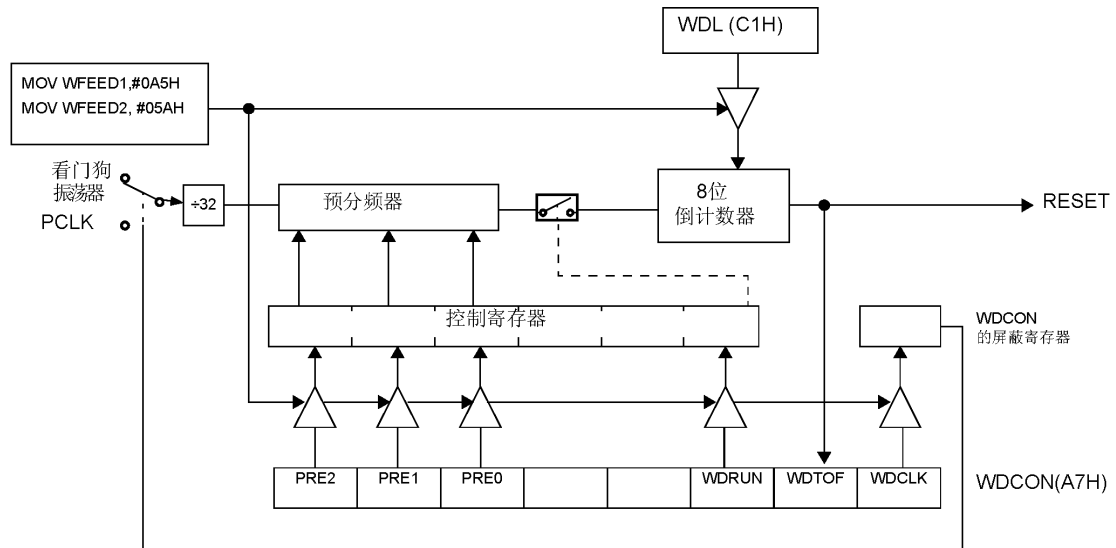 WDL (C1H)
MOV WFEED1,#0A5H
MOV WFEED2, #05AH
看门狗
振荡器
PCLK
÷32
预分频器
8位
倒计数器
RESET
控制寄存器
WDCON
的屏蔽寄存器
PRE2 PRE1 PRE0 WDRUN WDTOF WDCLK
WDCON(A7H)